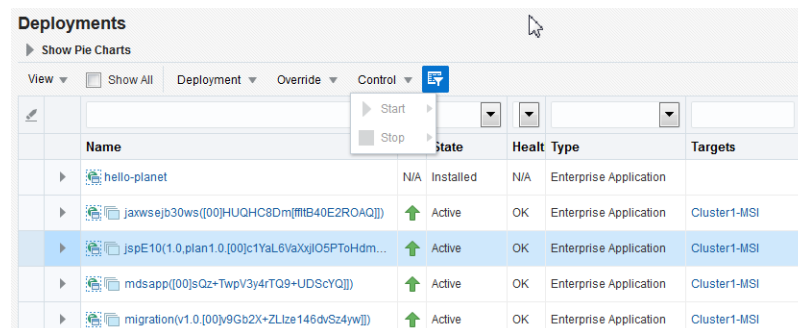 Deployments
Show Pie Charts
View Show All Deployment Override Control
Start
Stop
Name State Healt Type Targets
hello-planet N/A Installed N/A Enterprise Application
jaxwsejb30ws([00]HUQHC8Dm[ffltB40E2ROAQ]]) Active OK Enterprise Application Cluster1-MSI
jspE10(1.0,plan1.0.[00]c1YaL6VaXxjlO5PToHdm... Active OK Enterprise Application Cluster1-MSI
mdsapp([00]sQz+TwpV3y4rTQ9+UDScYQ]]) Active OK Enterprise Application Cluster1-MSI
migration(v1.0.[00]v9Gb2X+ZLIze146dvSz4yw]]) Active OK Enterprise Application Cluster1-MSI